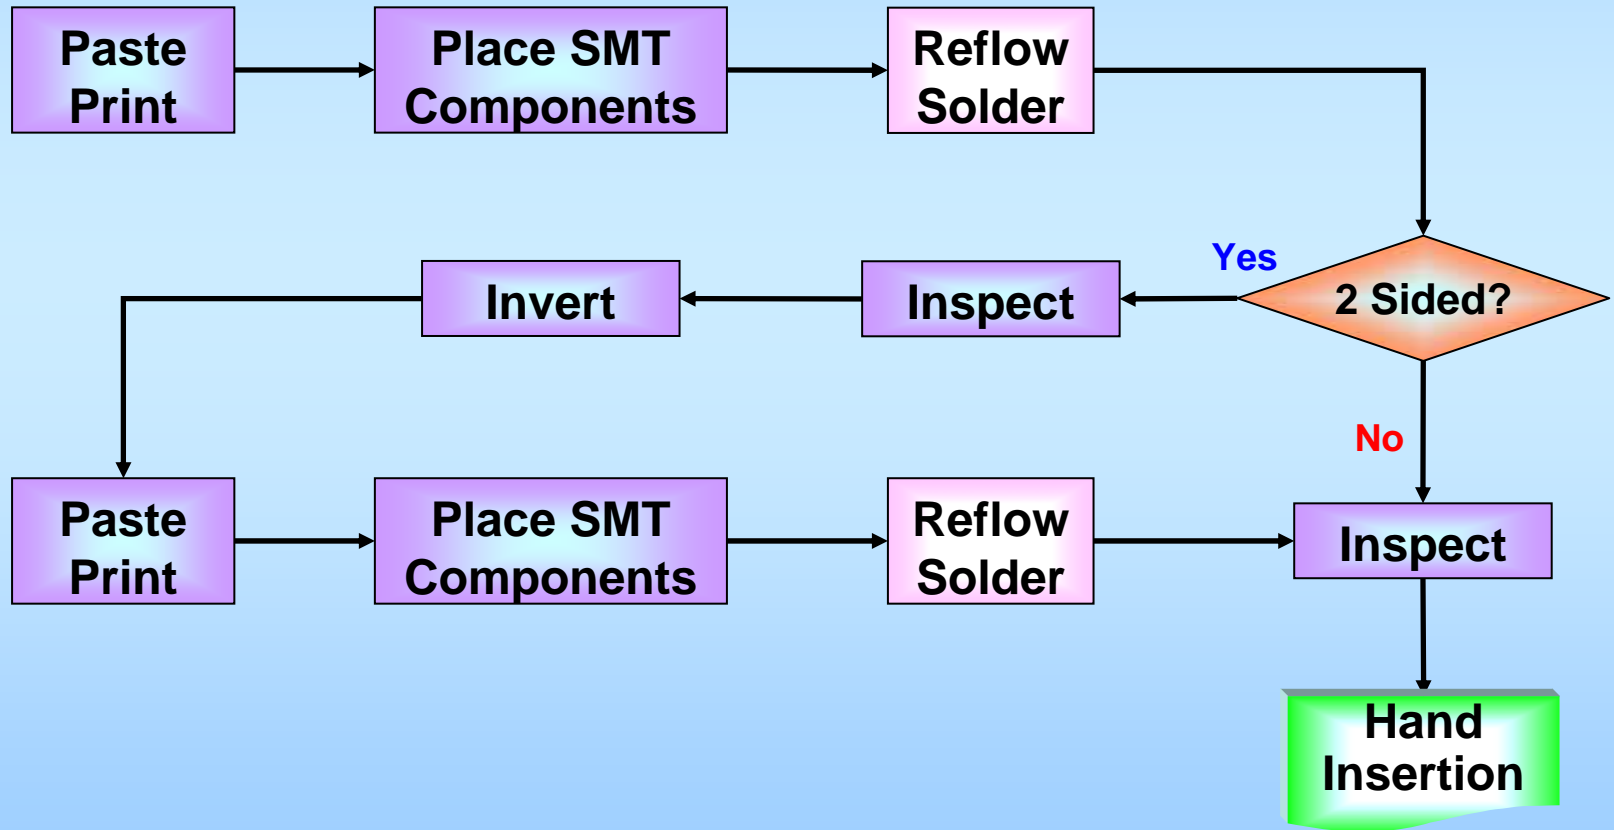 Paste
Print
Place SMT
Components
Reflow
Solder
Yes
2 Sided?
Inspect
Invert
No
Paste
Print
Place SMT
Components
Reflow
Solder
Inspect
Hand
Insertion